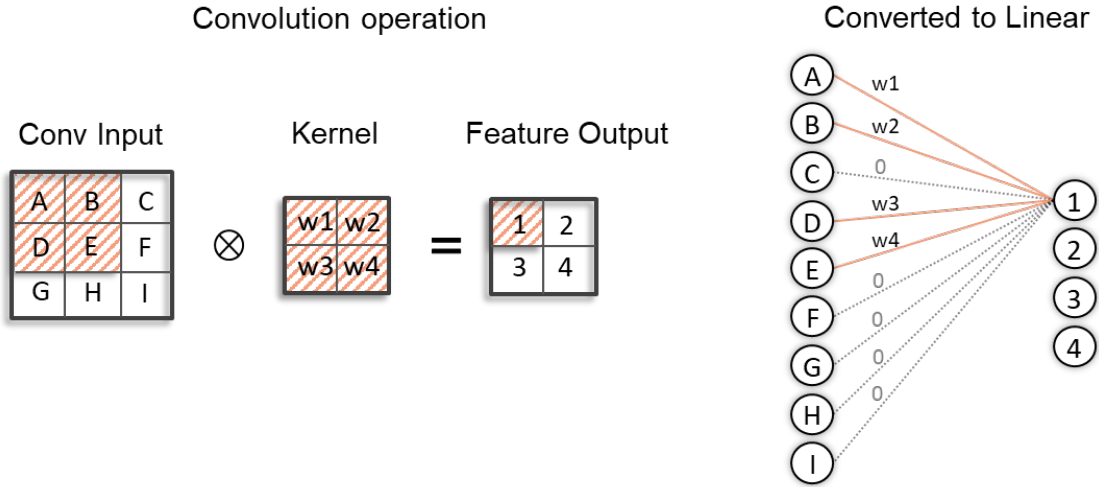 Convolution operation
Converted to Linear
Conv Input
Kernel
Feature Output
A B C
D E F
G H I
⊗
w1 w2
w3 w4
=
1 2
3 4
A
B
C
D
E
F
G
H
I
w1
w2
0
w3
w4
0
0
0
0
1
2
3
4